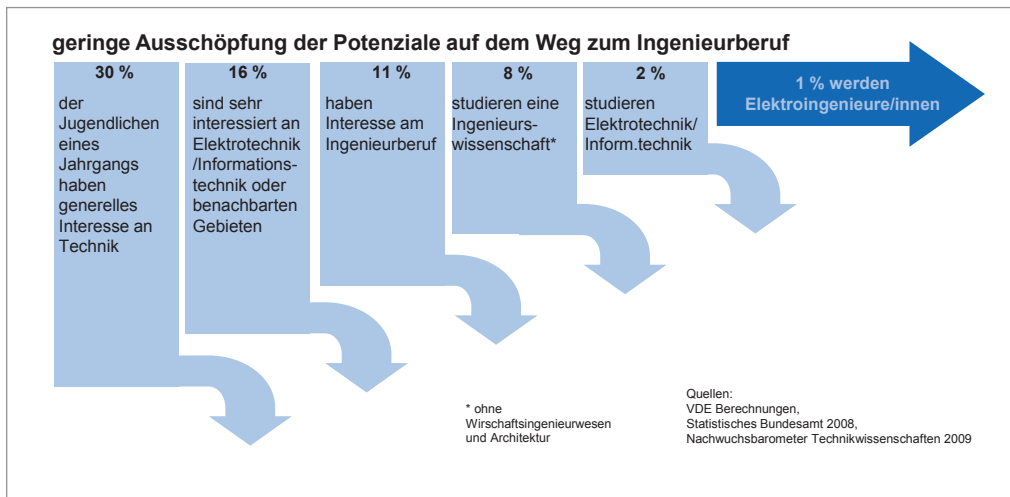 geringe Ausschöpfung der Potenziale auf dem Weg zum Ingenieurberuf
30 %
der
Jugendlichen
eines
Jahrgangs
haben
generelles
Interesse an
Technik
16 %
sind sehr
interessiert an
Elektrotechnik
/Informations-
technik oder
benachbarten
Gebieten
11 %
haben
Interesse am
Ingenieurberuf
8 %
studieren eine
Ingenieurs-
wissenschaft*
2 %
studieren
Elektrotechnik/
Inform.technik
1 % werden
Elektroingenieure/innen
* ohne
Wirschaftsingenieurwesen
und Architektur
Quellen:
VDE Berechnungen,
Statistisches Bundesamt 2008,
Nachwuchsbarometer Technikwissenschaften 2009